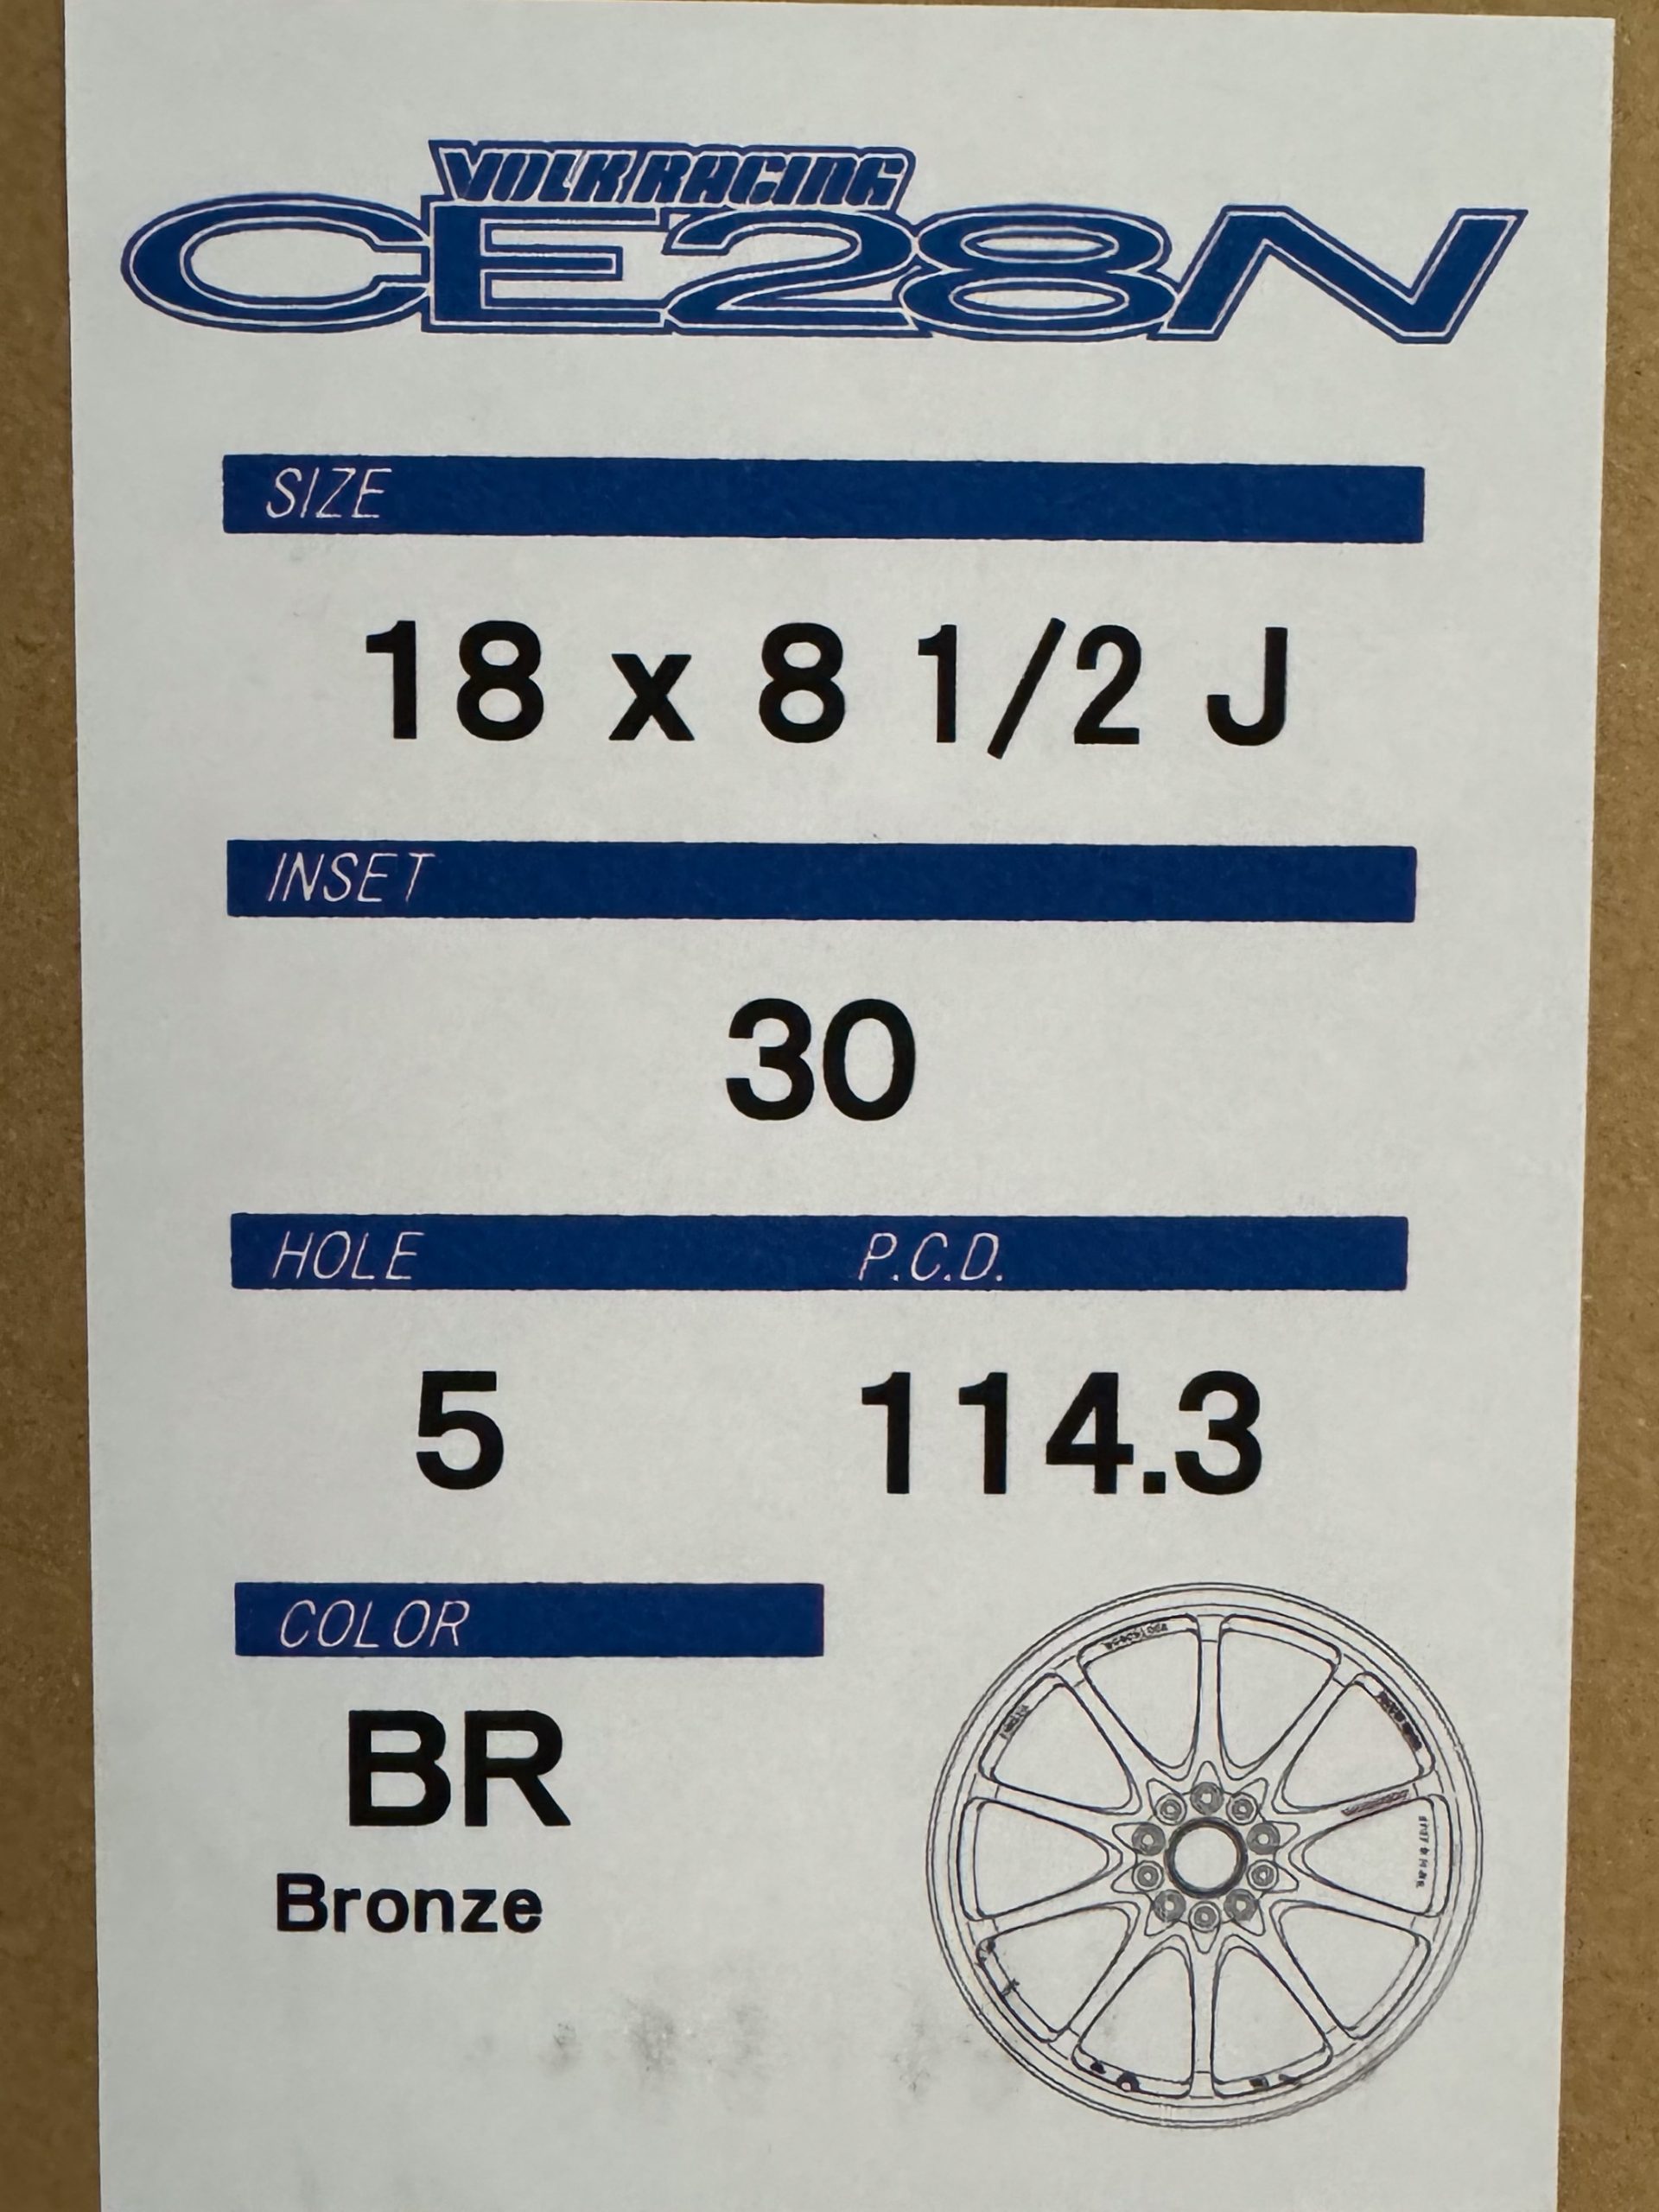 VOLK RACING
CE28N
SIZE
18 x 8 1/2 J
INSET
30
HOLE P.C.D.
5 114.3
COLOR
BR
Bronze